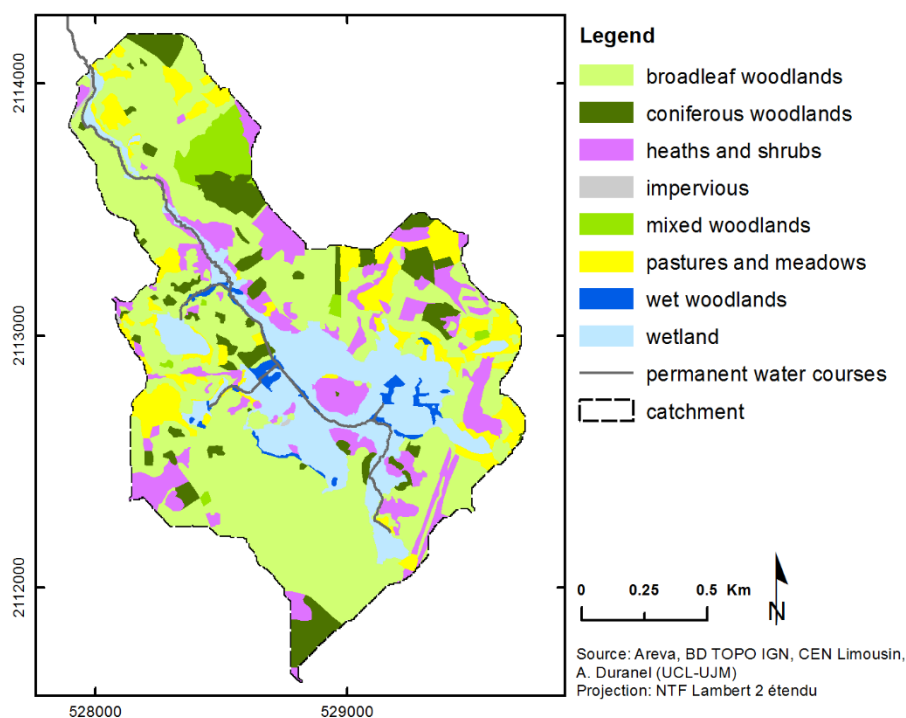 Legend
broadleaf woodlands
coniferous woodlands
heaths and shrubs
impervious
mixed woodlands
pastures and meadows
wet woodlands
wetland
permanent water courses
catchment
2114000
2113000
2112000
528000
529000
0 0.25 0.5 Km
N
Source: Areva, BD TOPO IGN, CEN Limousin,
A. Duranel (UCL-UJM)
Projection: NTF Lambert 2 étendu